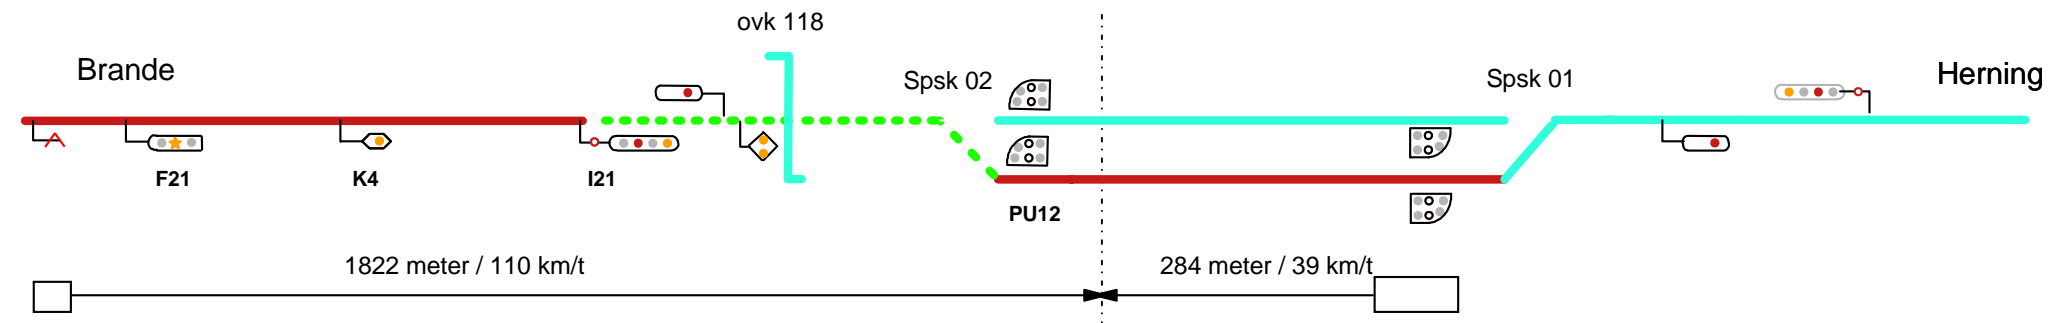 ovk 118
Brande
Spsk 02
Spsk 01
Herning
F21
K4
I21
PU12
1822 meter / 110 km/t
284 meter / 39 km/t